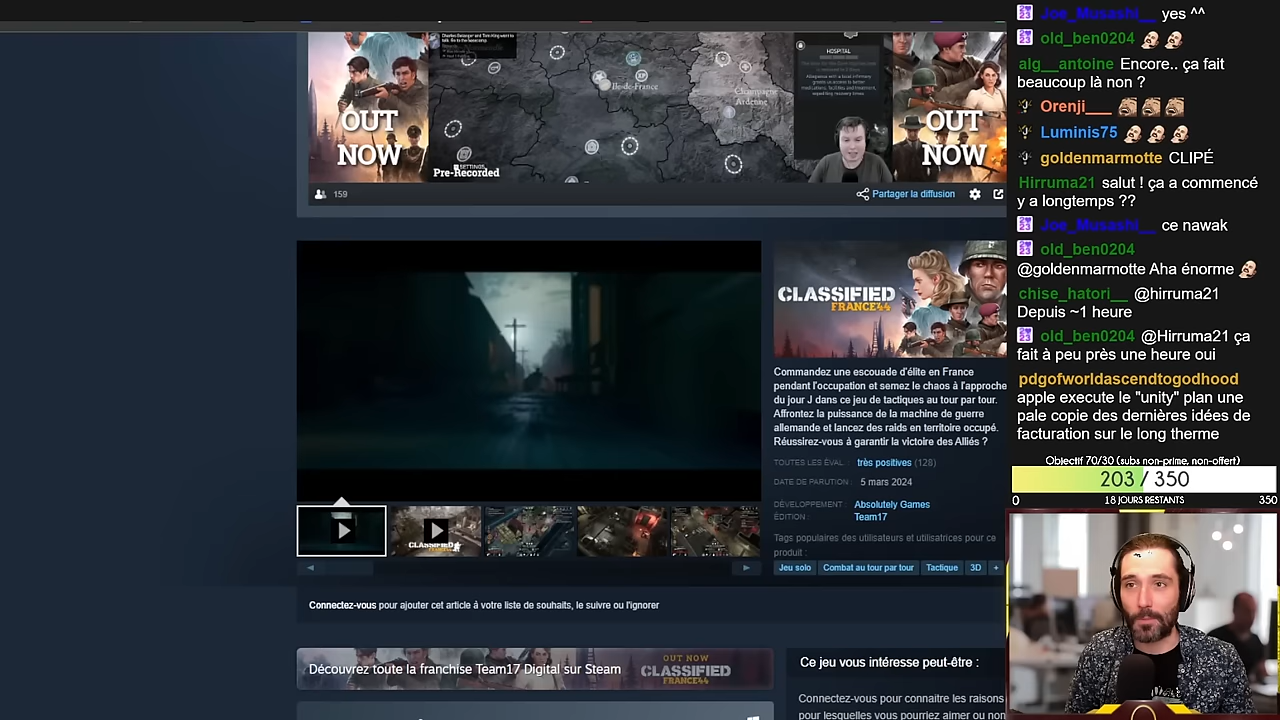 OUT
NOW
SETTINGS
Pre-Recorded
Île-de-France
Champagne
Ardenne
HOSPITAL
OUT
NOW
159
Partager la diffusion
CLASSIFIED
FRANCE44
Commandez une escouade d'élite en France
pendant l'occupation et semez le chaos à l'approche
du jour J dans ce jeu de tactiques au tour par tour.
Affrontez la puissance de la machine de guerre
allemande et lancez des raids en territoire occupé.
Réussirez-vous à garantir la victoire des Alliés ?
TOUTES LES ÉVAL. : très positives (128)
DATE DE PARUTION : 5 mars 2024
DÉVELOPPEMENT : Absolutely Games
ÉDITION : Team17
Tags populaires des utilisateurs et utilisatrices pour ce
produit :
Jeu solo Combat au tour par tour Tactique 3D +
CLASSIFIED
Connectez-vous pour ajouter cet article à votre liste de souhaits, le suivre ou l'ignorer
Découvrez toute la franchise Team17 Digital sur Steam
OUT NOW
CLASSIFIED
FRANCE44
Ce jeu vous intéresse peut-être :
Connectez-vous pour connaitre les raisons
pour lesquelles vous pourriez aimer ou non
Joe_Musashi__ yes ^^
old_ben0204
alg__antoine Encore.. ça fait
beaucoup là non ?
Orenji___
Luminis75
goldenmarmotte CLIPÉ
Hirruma21 salut ! ça a commencé
y a longtemps ??
Joe_Musashi__ ce nawak
old_ben0204
@goldenmarmotte Aha énorme
chise_hatori__ @hirruma21
Depuis ~1 heure
old_ben0204 @Hirruma21 ça
fait à peu près une heure oui
pdgofworldascendtogodhood
apple execute le "unity" plan une
pale copie des dernières idées de
facturation sur le long therme
Objectif 70/30 (subs non-prime, non-offert)
203 / 350
0 18 JOURS RESTANTS 350